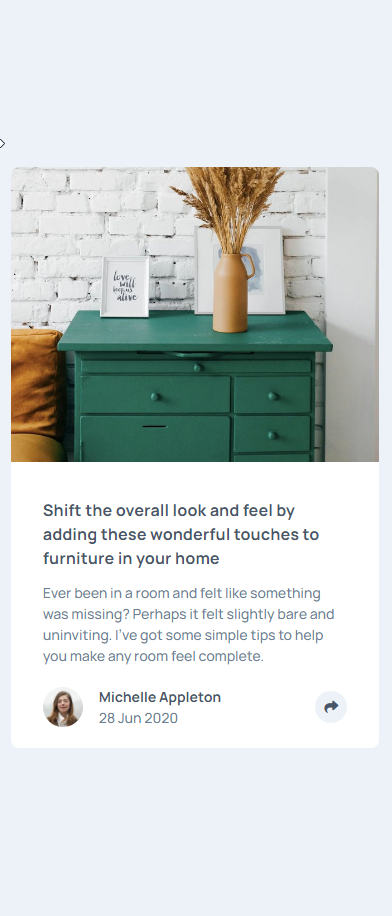 love
will
keep us
alive
Shift the overall look and feel by
adding these wonderful touches to
furniture in your home
Ever been in a room and felt like something
was missing? Perhaps it felt slightly bare and
uninviting. I've got some simple tips to help
you make any room feel complete.
Michelle Appleton
28 Jun 2020